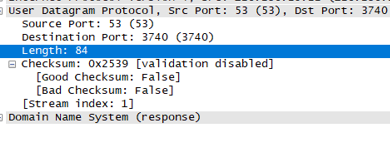 User Datagram Protocol, Src Port: 53 (53), Dst Port: 3740 (3740)
Source Port: 53 (53)
Destination Port: 3740 (3740)
Length: 84
Checksum: 0x2539 [validation disabled]
[Good Checksum: False]
[Bad Checksum: False]
[Stream index: 1]
Domain Name System (response)